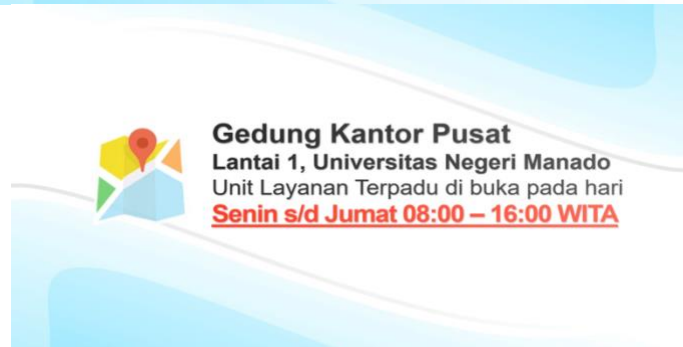 Gedung Kantor Pusat
Lantai 1, Universitas Negeri Manado
Unit Layanan Terpadu di buka pada hari
Senin s/d Jumat 08:00 – 16:00 WITA